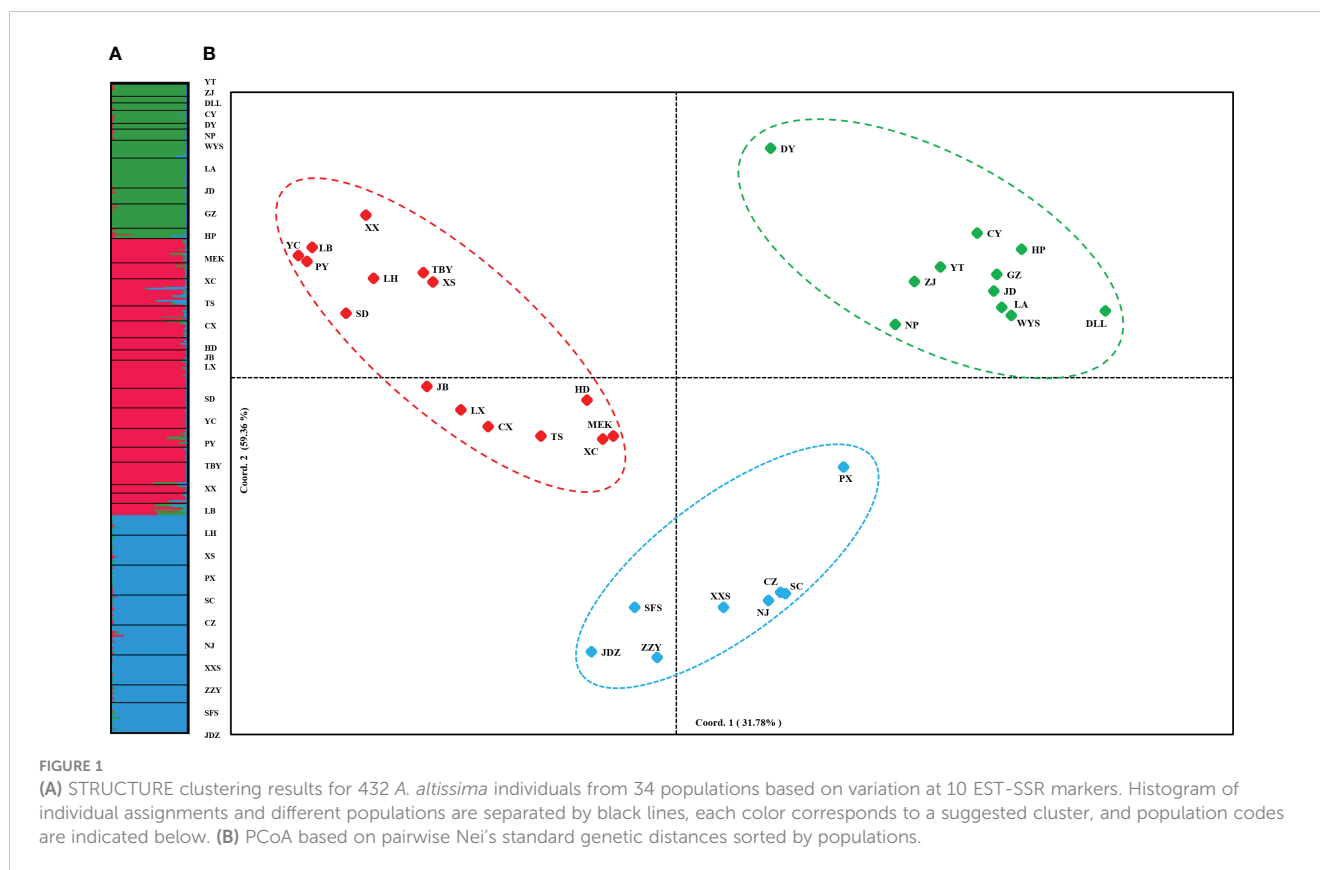 A
B
YT
ZJ
DLL
CY
DY
NP
WYS
LA
JD
GZ
HP
MEK
XC
TS
CX
HD
JB
LX
SD
YC
PY
TBY
XX
LB
LH
XS
PX
SC
CZ
NJ
XXS
ZZY
SFS
JDZ
Coord. 2 (59.36 %)
DY
XX
CY
YC
LB
HP
PY
TBY
YT
GZ
LH
XS
ZJ
JD
SD
LA
NP
WYS
DLL
JB
HD
LX
CX
TS
MEK
XC
PX
CZ
SC
SFS
XXS
NJ
JDZ
ZZY
Coord. 1 ( 31.78% )
FIGURE 1
(A) STRUCTURE clustering results for 432 A. altissima individuals from 34 populations based on variation at 10 EST-SSR markers. Histogram of
individual assignments and different populations are separated by black lines, each color corresponds to a suggested cluster, and population codes
are indicated below. (B) PCoA based on pairwise Nei’s standard genetic distances sorted by populations.